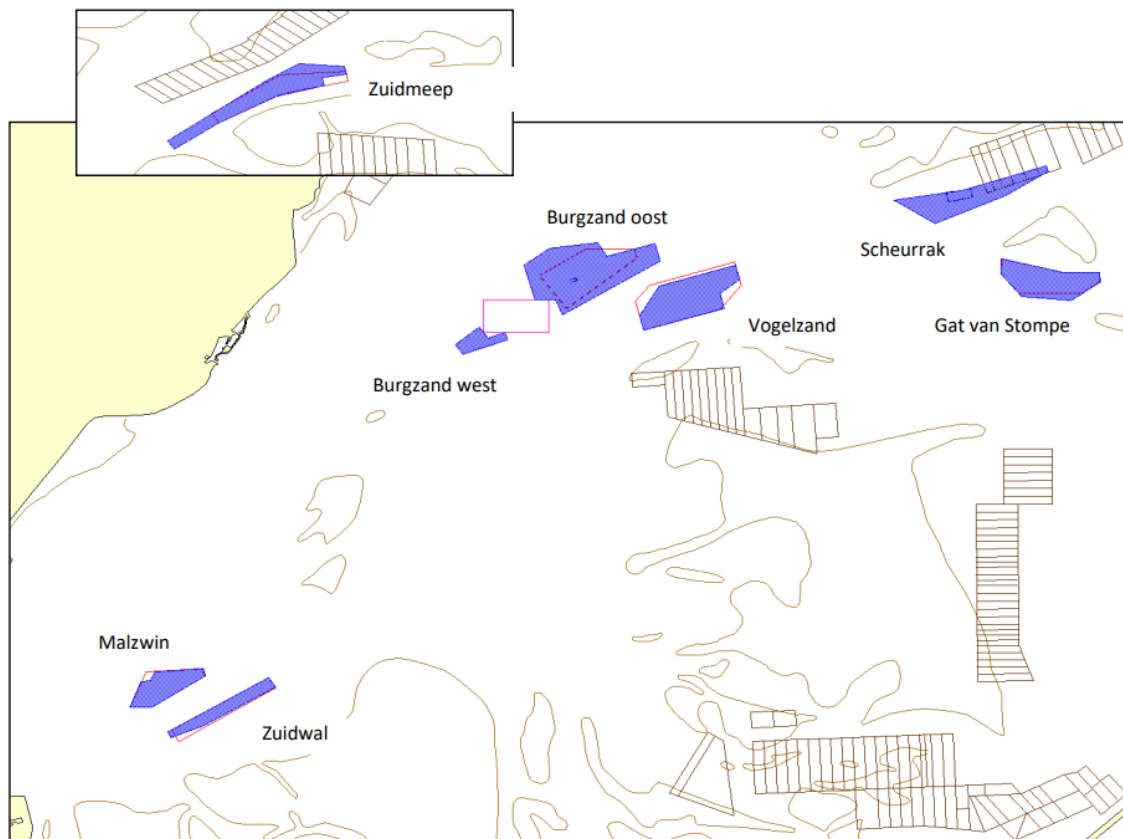 Zuidmeep
Burgzand oost
Scheurrak
Vogelzand
Gat van Stompe
Burgzand west
Malzwin
Zuidwal